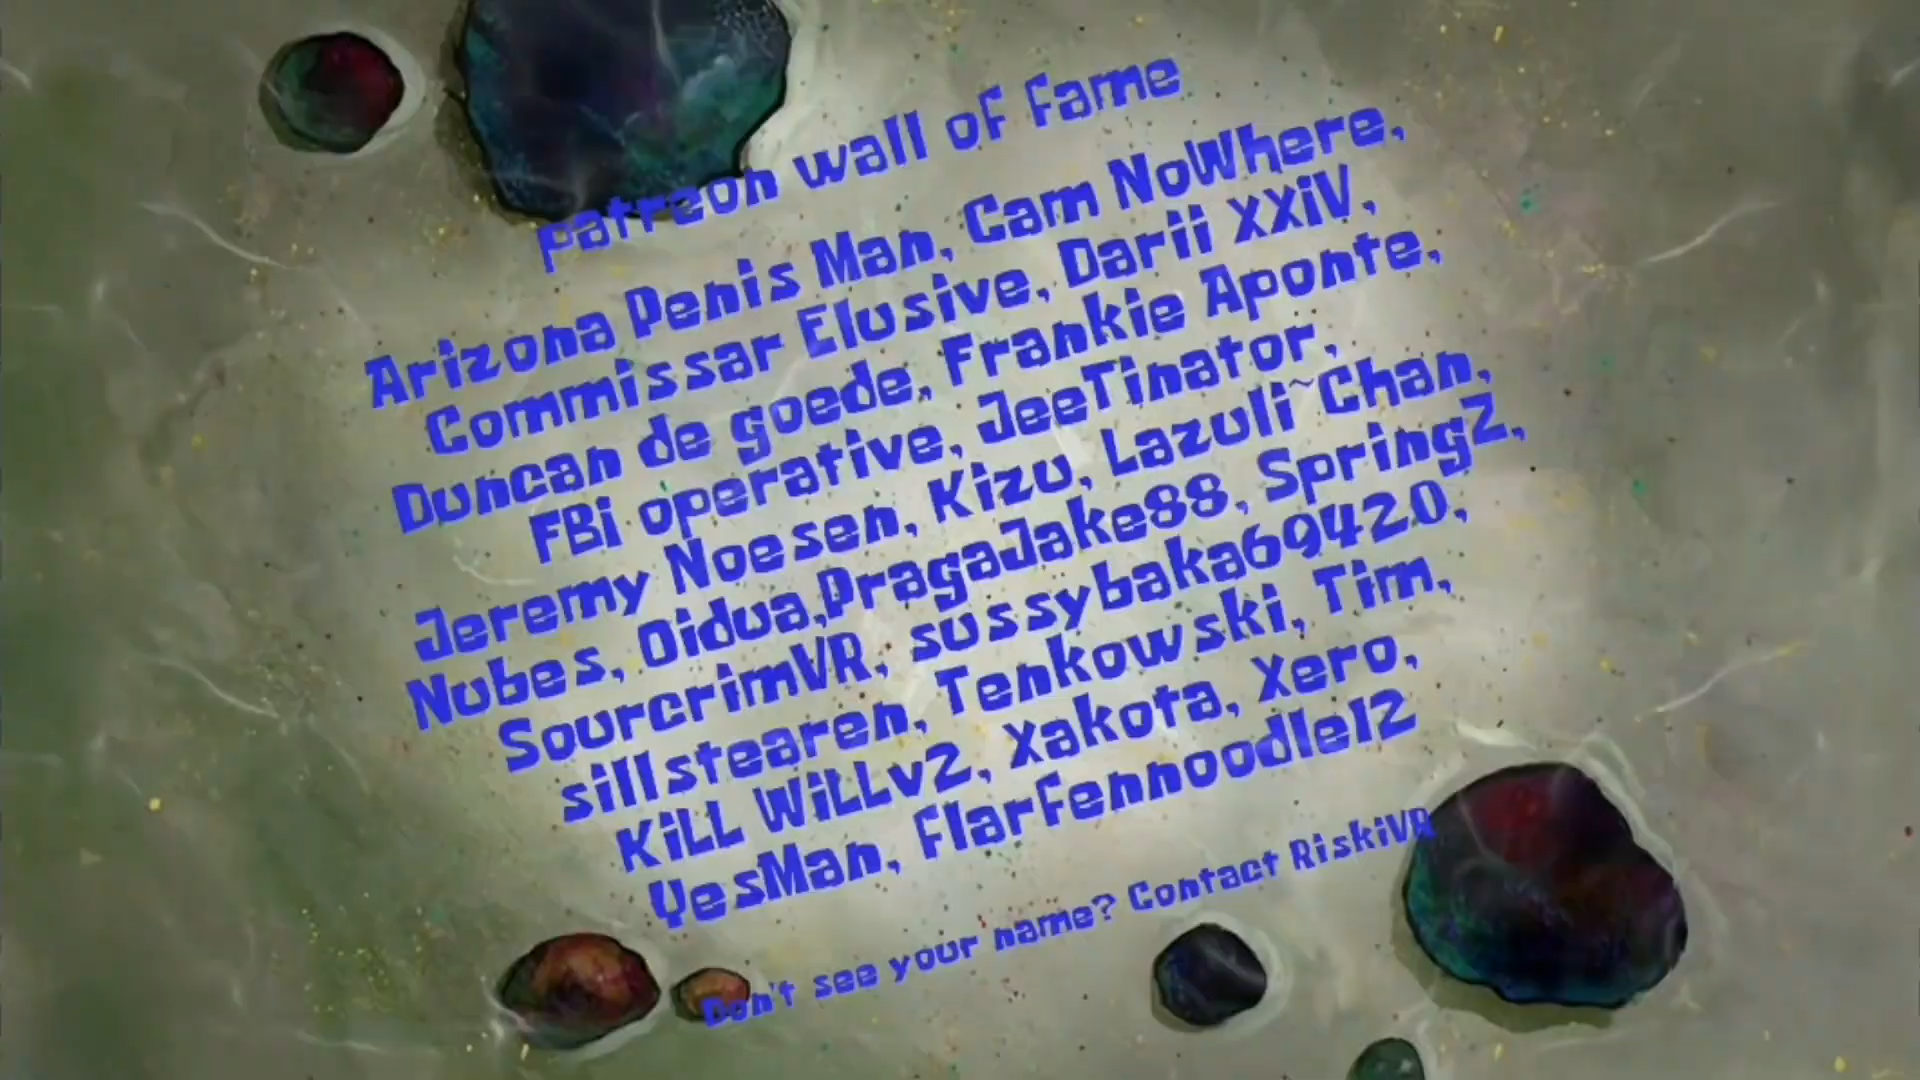 patreon wall of fame
Arizona Penis Man, Cam NoWhere,
Commissar Elusive, Darii XXiV,
Duncan de goede, Frankie Aponte,
FBi operative, JeeTinator,
Jeremy Noesen, Kizu, Lazuli~Chan,
Nubes, Oidua,PragaJake88, Spring2,
SourcrimVR, sussybaka69420,
sillstearen, Tenkowski, Tim,
KiLL WiLLv2, Xakota, Xero,
YesMan, Flarfennoodle12
Don't see your name? Contact RiskiVR